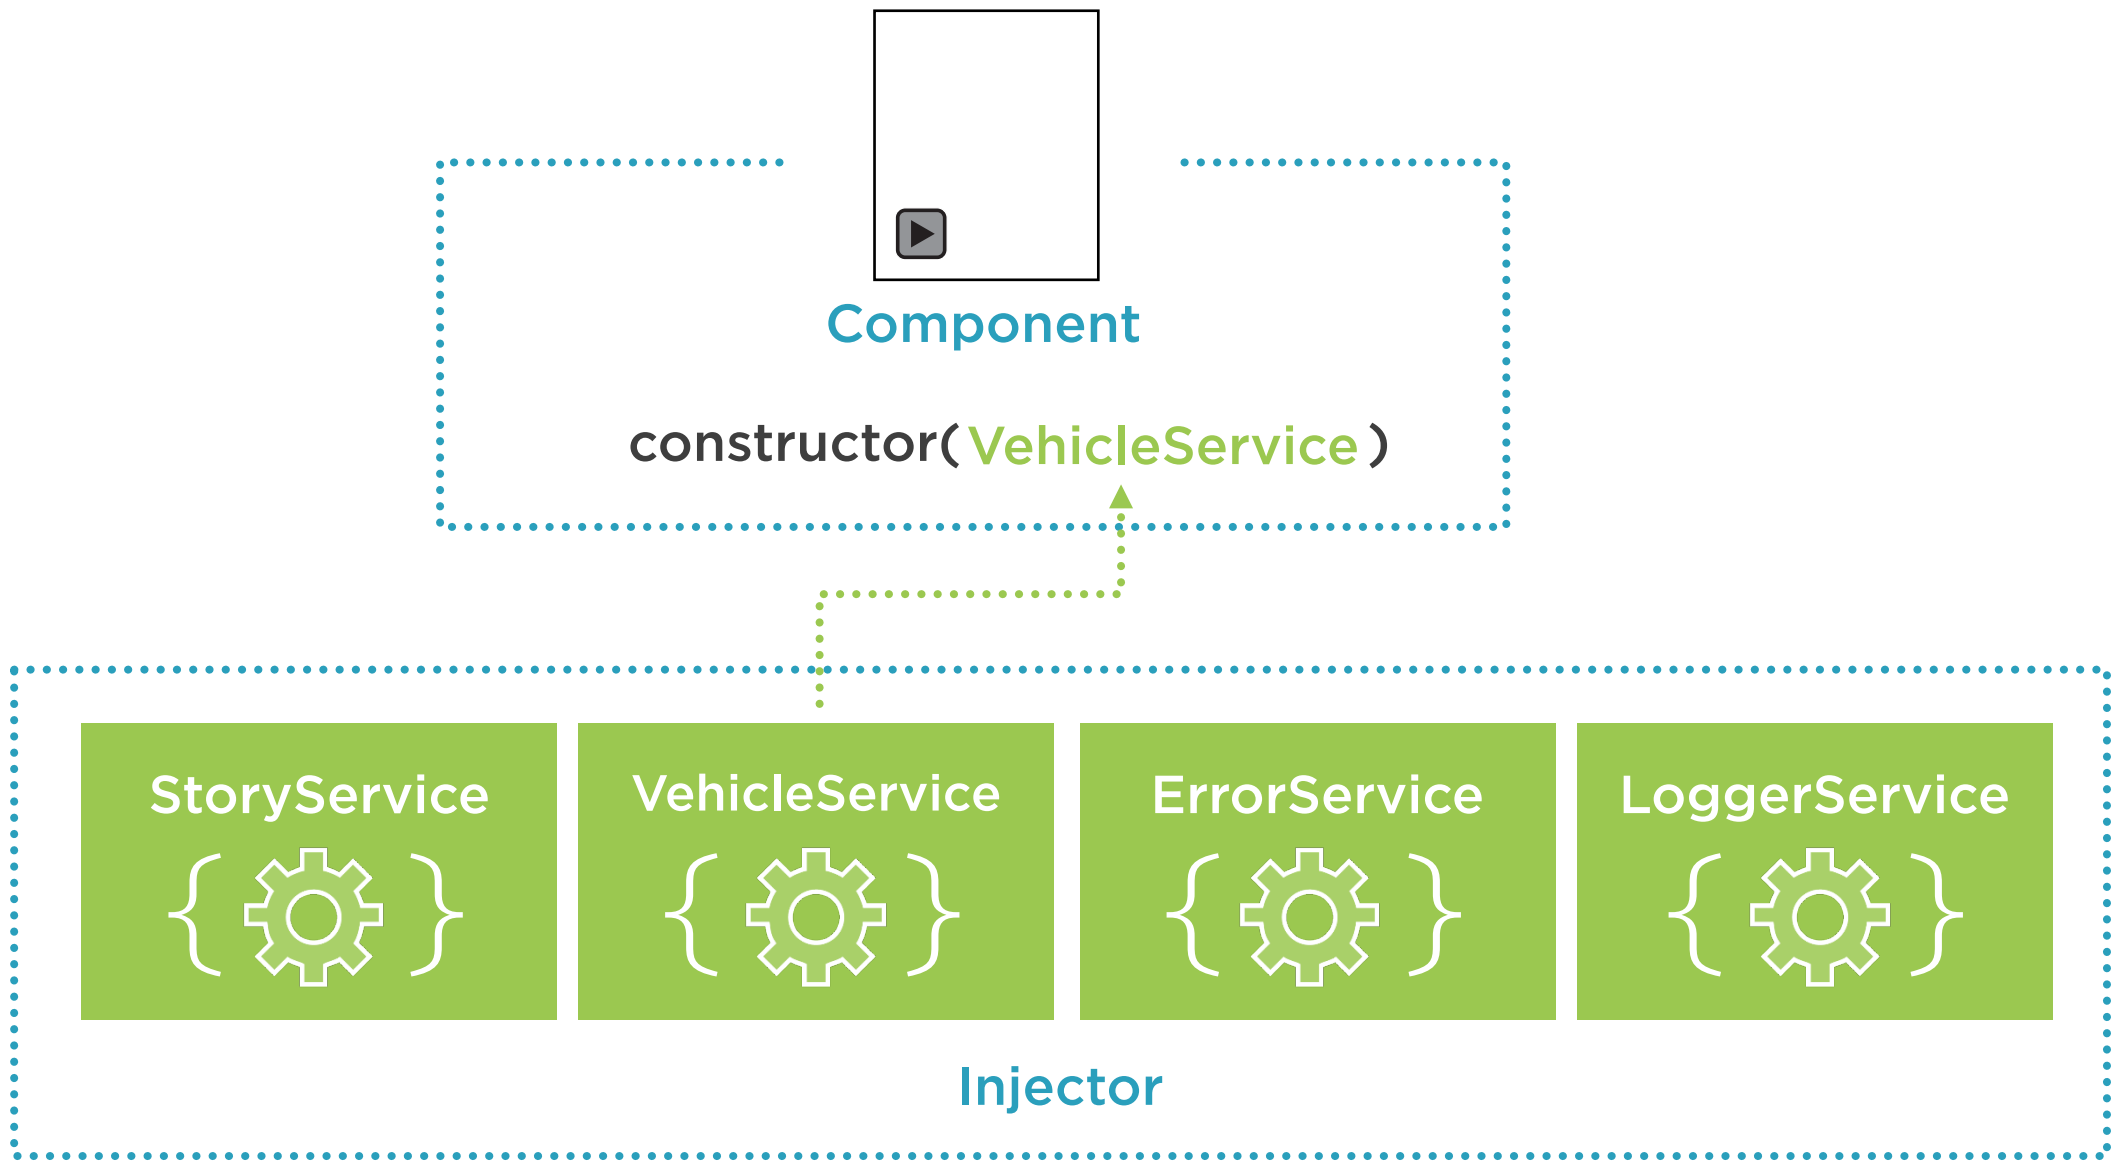 Component
constructor( VehicleService )
StoryService
VehicleService
ErrorService
LoggerService
Injector